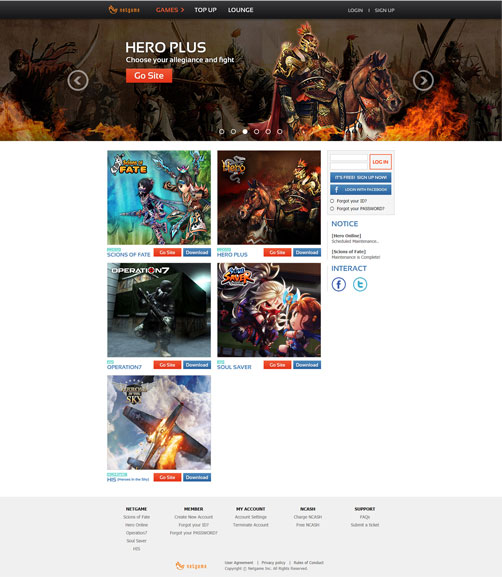 netgame GAMES > TOP UP LOUNGE LOGIN | SIGN UP
HERO PLUS
Choose your allegiance and fight
Go Site
Scions of
FATE
Hero
LOG IN
IT'S FREE! SIGN UP NOW!
f LOGIN WITH FACEBOOK
Forgot your ID?
Forgot your PASSWORD?
NOTICE
[Hero Online]
Scheduled Maintenance..
[Scions of Fate]
Maintenance is Complete!
INTERACT
SCIONS OF FATE Go Site Download
HERO PLUS Go Site Download
OPERATION7
SOUL SAVER
OPERATION7 Go Site Download
SOUL SAVER Go Site Download
HEROES
IN THE
SKY
HIS (Heroes in the Sky) Go Site Download
NETGAME MEMBER MY ACCOUNT NCASH SUPPORT
Scions of Fate Create New Account Account Settings Charge NCASH FAQs
Hero Online Forgot your ID? Terminate Account Free NCASH Submit a ticket
Operation7 Forgot your PASSWORD?
Soul Saver
HIS
netgame
User Agreement | Privacy policy | Rules of Conduct
Copyright © Netgame Inc. All Rights Reserved.